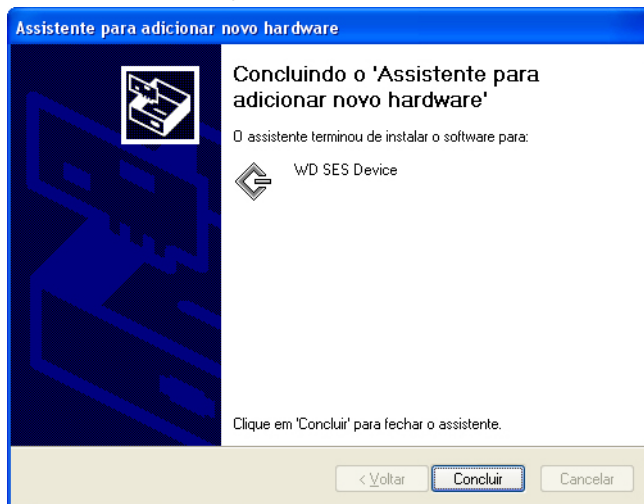 Assistente para adicionar novo hardware
Concluindo o 'Assistente para
adicionar novo hardware'
O assistente terminou de instalar o software para:
WD SES Device
Clique em 'Concluir' para fechar o assistente.
< Voltar
Concluir
Cancelar